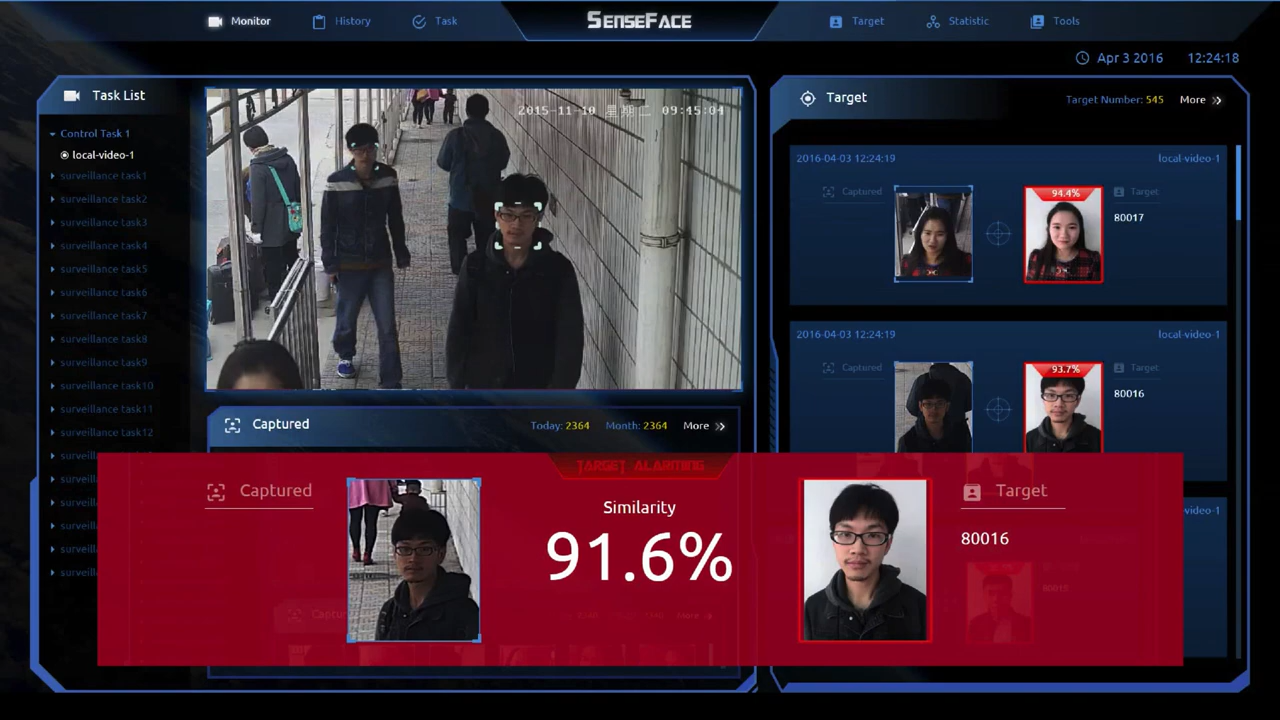 Monitor
History
Task
SENSEFACE
Target
Statistic
Tools
Apr 3 2016 12:24:18
Task List
Control Task 1
local-video-1
surveillance task1
surveillance task2
surveillance task3
surveillance task4
surveillance task5
surveillance task6
surveillance task7
surveillance task8
surveillance task9
surveillance task10
surveillance task11
surveillance task12
2015-11-10 星期二 09:45:04
Captured
Today: 2364
Month: 2364
More
Target
Target Number: 545
More
2016-04-03 12:24:19
local-video-1
Captured
94.4%
Target
80017
2016-04-03 12:24:19
local-video-1
Captured
93.7%
Target
80016
TARGET ALARMING
Captured
Similarity
91.6%
Target
80016